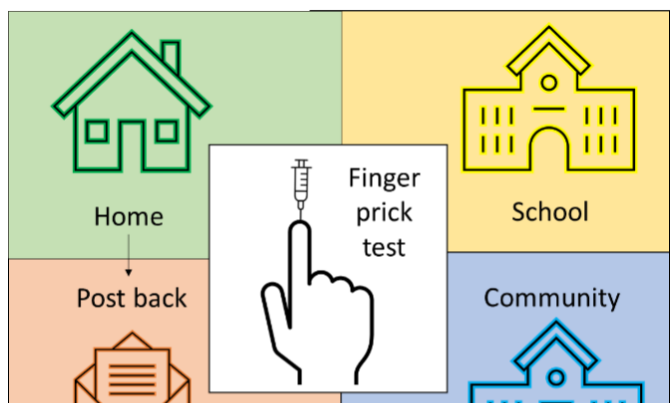 Home
Post back
Finger
prick
test
School
Community